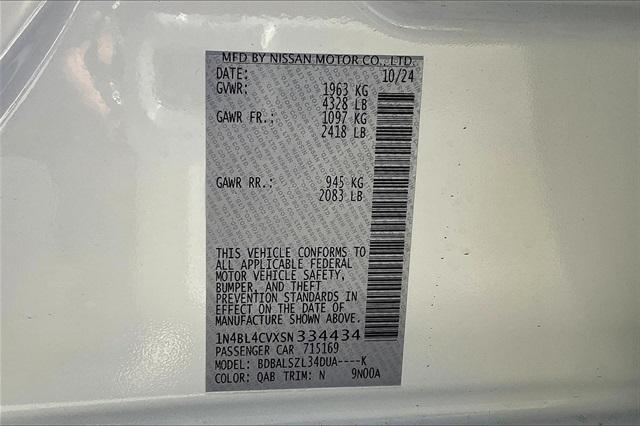 MFD BY NISSAN MOTOR CO., LTD.
DATE: 10/24
GVWR: 1963 KG
4328 LB
GAWR FR.: 1097 KG
2418 LB
GAWR RR.: 945 KG
2083 LB
THIS VEHICLE CONFORMS TO
ALL APPLICABLE FEDERAL
MOTOR VEHICLE SAFETY,
BUMPER, AND THEFT
PREVENTION STANDARDS IN
EFFECT ON THE DATE OF
MANUFACTURE SHOWN ABOVE.
1N4BL4CVXSN334434
PASSENGER CAR 715169
MODEL: BDBALSZL34DUA----K
COLOR: QAB TRIM: N 9N00A